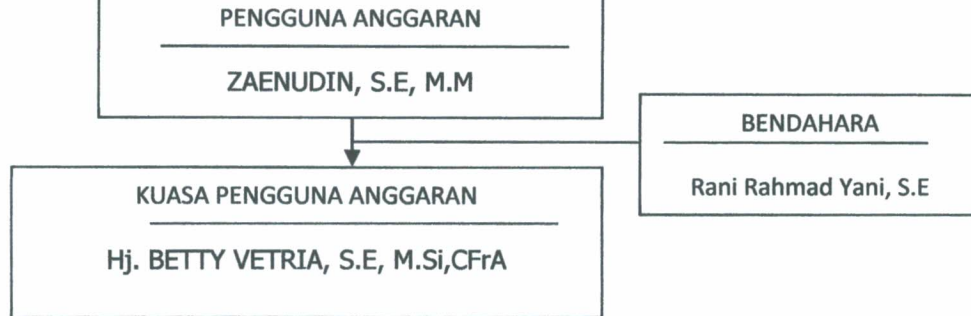 PENGGUNA ANGGARAN
ZAENUDIN, S.E, M.M
BENDAHARA
Rani Rahmad Yani, S.E
KUASA PENGGUNA ANGGARAN
Hj. BETTY VETRIA, S.E, M.Si,CFrA